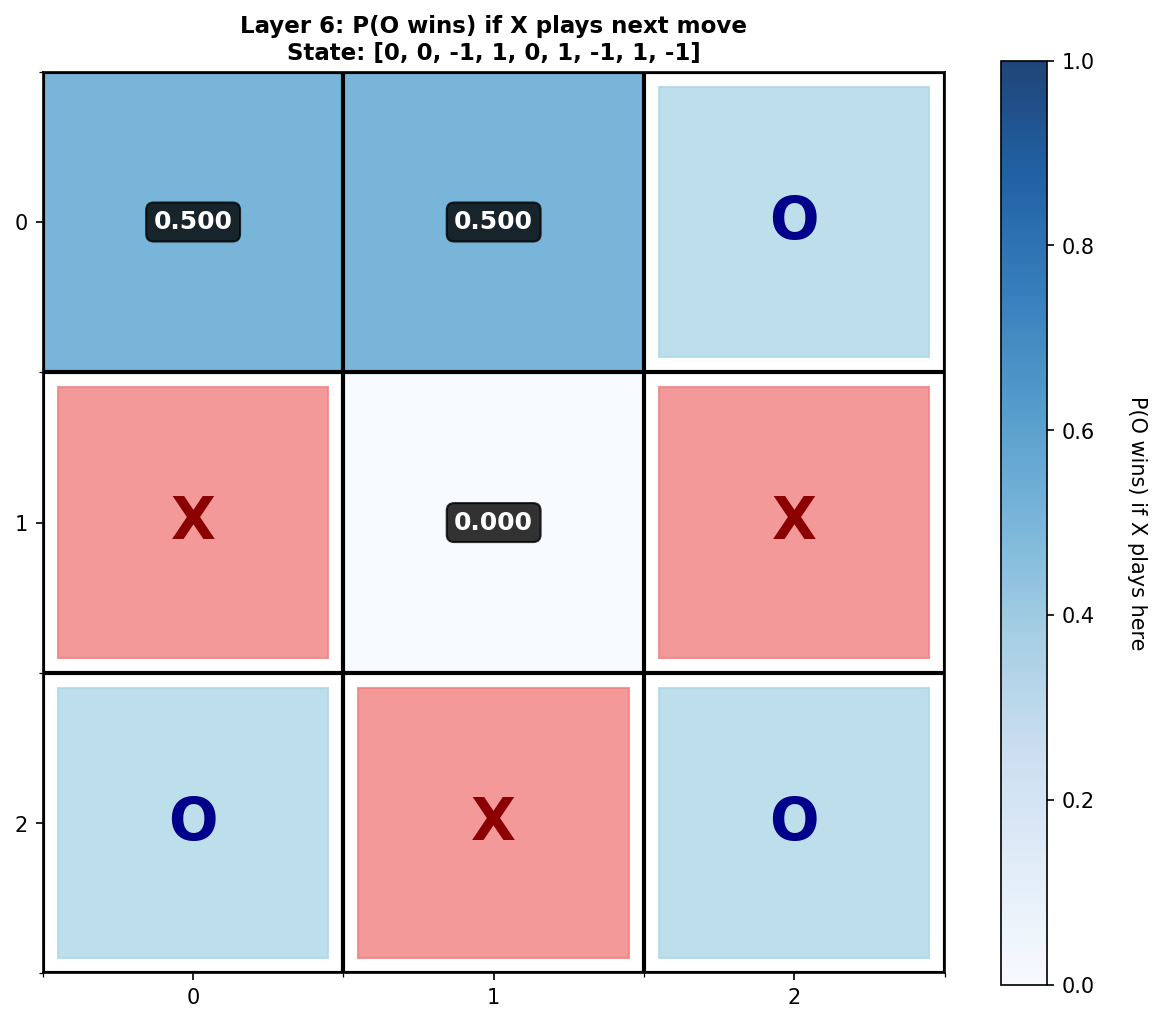 Layer 6: P(O wins) if X plays next move
State: [0, 0, -1, 1, 0, 1, -1, 1, -1]
0
0.500
0.500
O
1
X
0.000
X
2
O
X
O
0
1
2
1.0
0.8
0.6
0.4
0.2
0.0
P(O wins) if X plays here